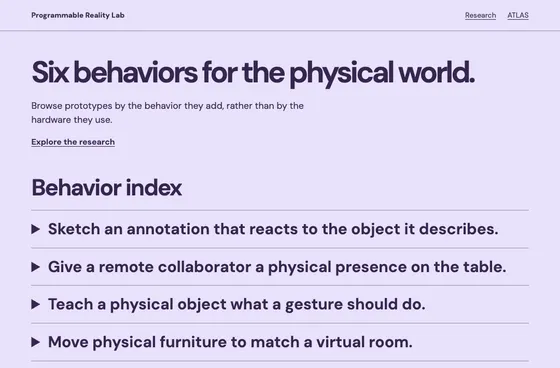 Programmable Reality Lab
Research
ATLAS
Six behaviors for the physical world.
Browse prototypes by the behavior they add, rather than by the
hardware they use.
Explore the research
Behavior index
Sketch an annotation that reacts to the object it describes.
Give a remote collaborator a physical presence on the table.
Teach a physical object what a gesture should do.
Move physical furniture to match a virtual room.